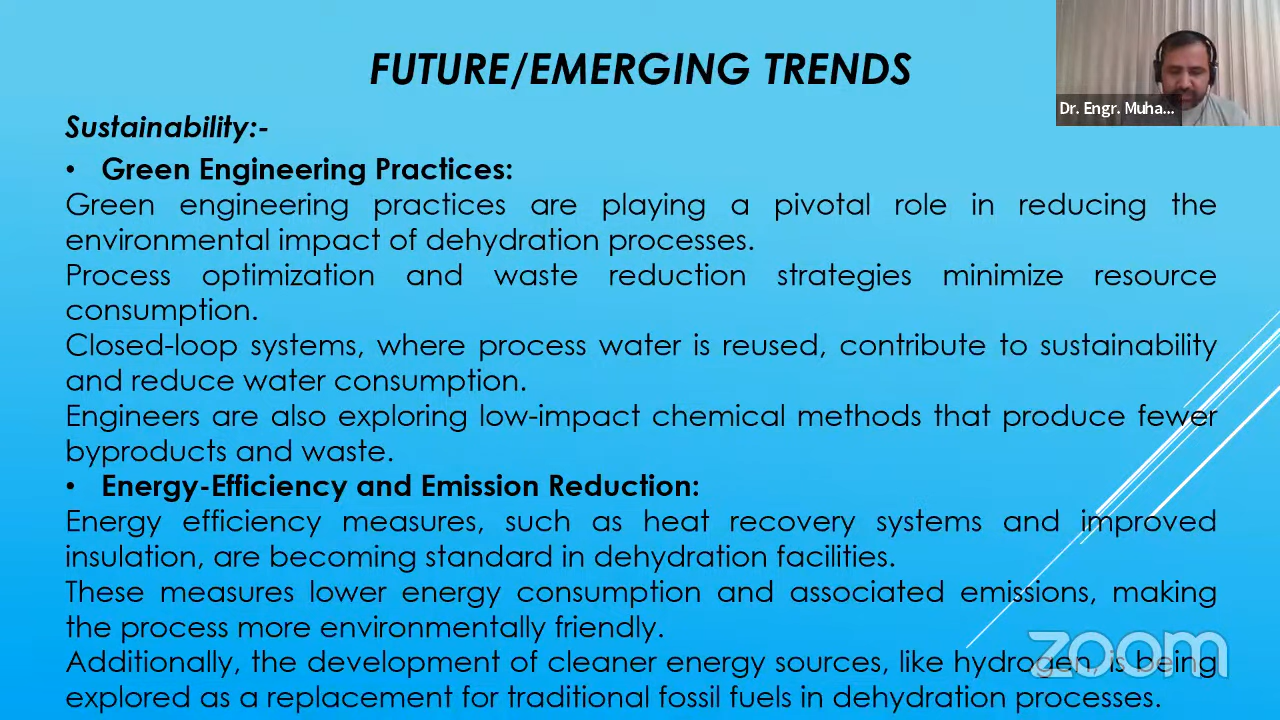 FUTURE/EMERGING TRENDS
Dr. Engr. Muha...
Sustainability:-
• Green Engineering Practices:
Green engineering practices are playing a pivotal role in reducing the
environmental impact of dehydration processes.
Process optimization and waste reduction strategies minimize resource
consumption.
Closed-loop systems, where process water is reused, contribute to sustainability
and reduce water consumption.
Engineers are also exploring low-impact chemical methods that produce fewer
byproducts and waste.
• Energy-Efficiency and Emission Reduction:
Energy efficiency measures, such as heat recovery systems and improved
insulation, are becoming standard in dehydration facilities.
These measures lower energy consumption and associated emissions, making
the process more environmentally friendly.
Additionally, the development of cleaner energy sources, like hydrogen, is being
explored as a replacement for traditional fossil fuels in dehydration processes.
zoom